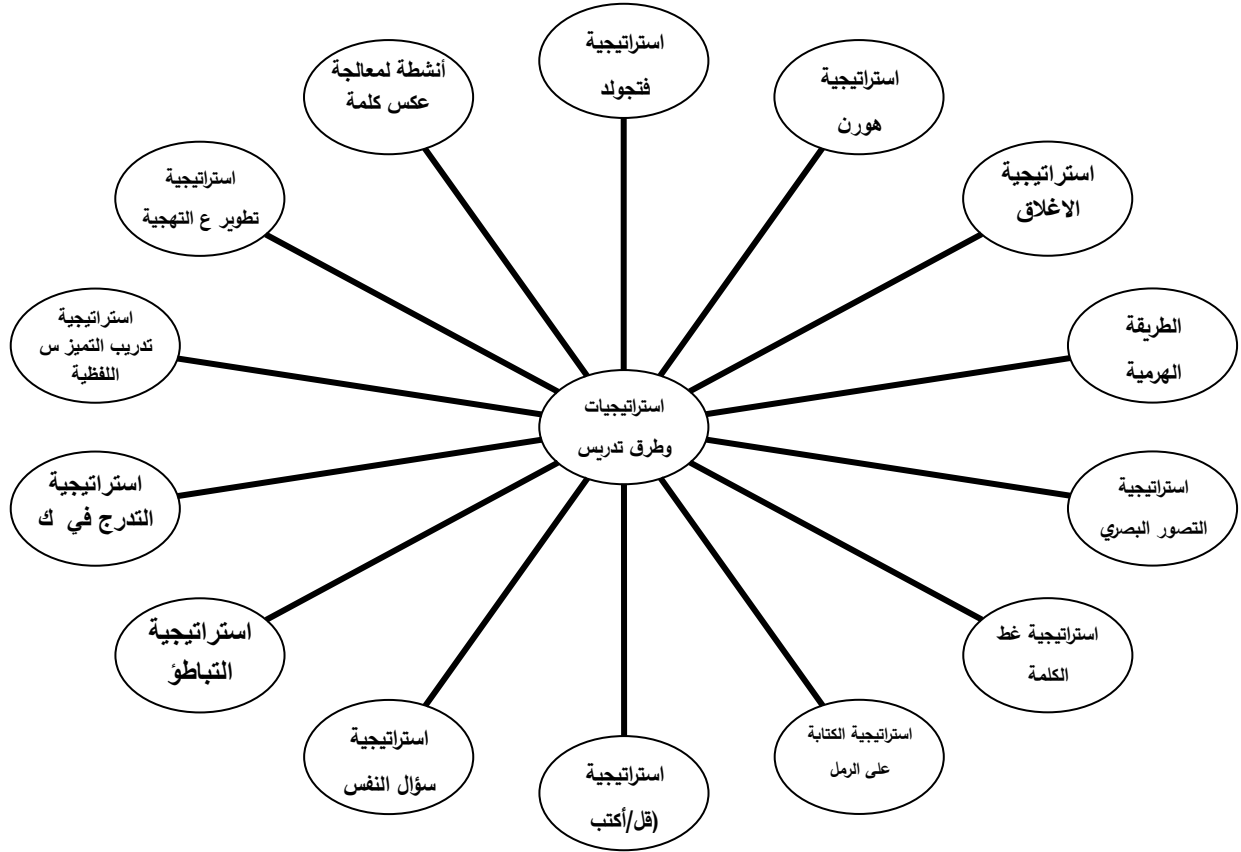 استراتيجية
فتجولد
استراتيجية
هورن
استراتيجية
الاغلاق
الطريقة
الهرمية
استراتيجية
التصور البصري
استراتيجية غط
الكلمة
استراتيجية الكتابة
على الرمل
استراتيجية
(قل/أكتب
استراتيجية
سؤال النفس
استراتيجية
التباطؤ
استراتيجية
التدرج في ك
استراتيجية
تدريب التميز س
اللفظية
استراتيجية
تطوير ع التهجية
أنشطة لمعالجة
عكس كلمة
استراتيجيات
وطرق تدريس